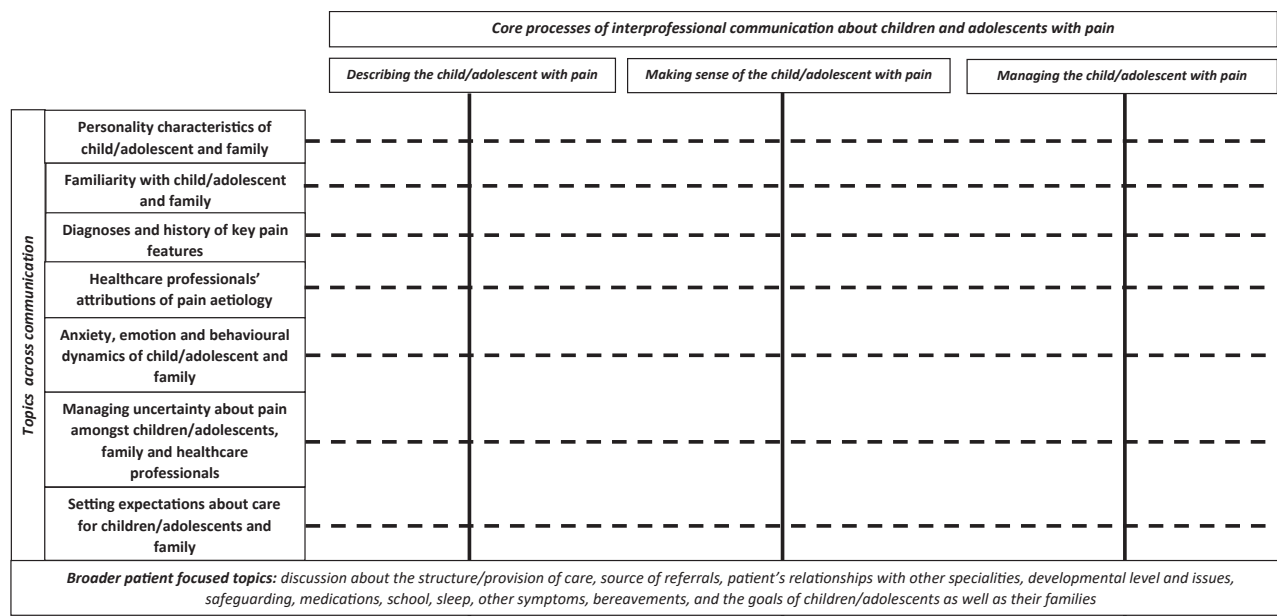 Core processes of interprofessional communication about children and adolescents with pain
Describing the child/adolescent with pain
Making sense of the child/adolescent with pain
Managing the child/adolescent with pain
Topics across communication
Personality characteristics of
child/adolescent and family
Familiarity with child/adolescent
and family
Diagnoses and history of key pain
features
Healthcare professionals'
attributions of pain aetiology
Anxiety, emotion and behavioural
dynamics of child/adolescent and
family
Managing uncertainty about pain
amongst children/adolescents,
family and healthcare
professionals
Setting expectations about care
for children/adolescents and
family
Broader patient focused topics: discussion about the structure/provision of care, source of referrals, patient's relationships with other specialities, developmental level and issues,
safeguarding, medications, school, sleep, other symptoms, bereavements, and the goals of children/adolescents as well as their families